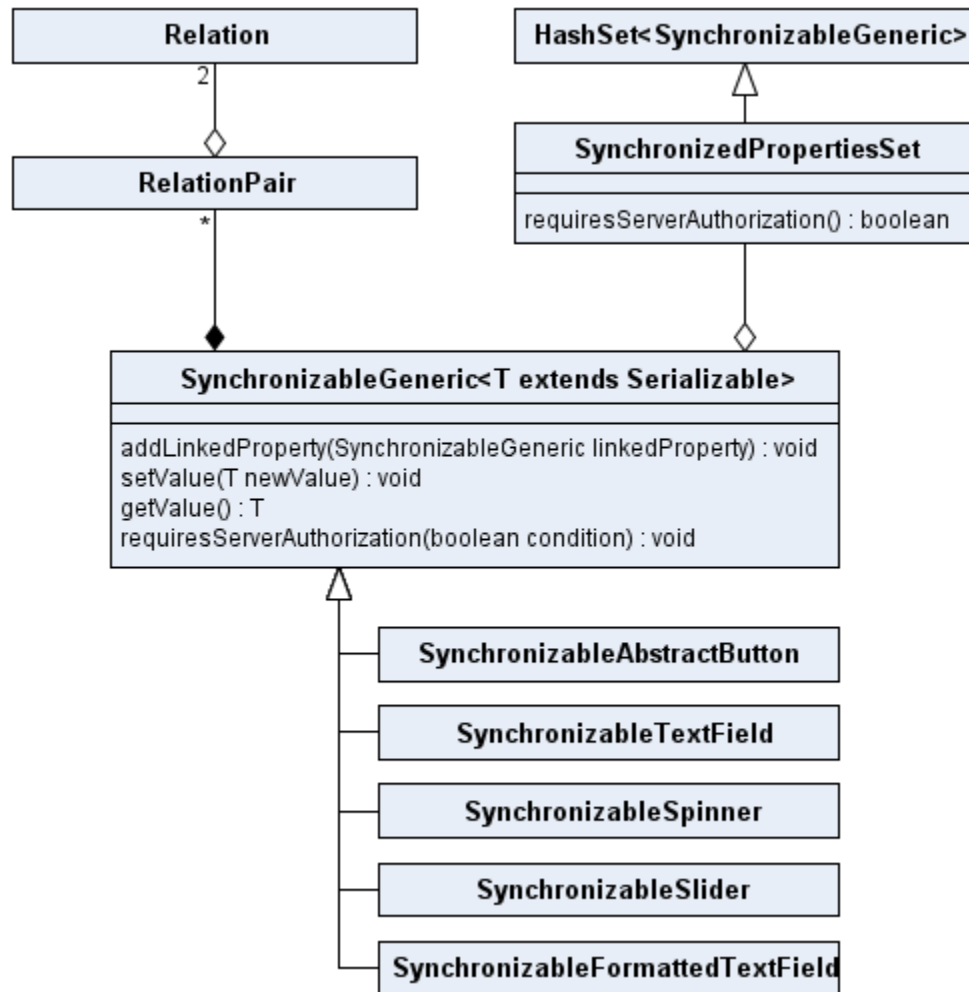 Relation
HashSet<SynchronizableGeneric>
2
SynchronizedPropertiesSet
RelationPair
requiresServerAuthorization() : boolean
*
SynchronizableGeneric<T extends Serializable>
addLinkedProperty(SynchronizableGeneric linkedProperty) : void
setValue(T newValue) : void
getValue() : T
requiresServerAuthorization(boolean condition) : void
SynchronizableAbstractButton
SynchronizableTextField
SynchronizableSpinner
SynchronizableSlider
SynchronizableFormattedTextField